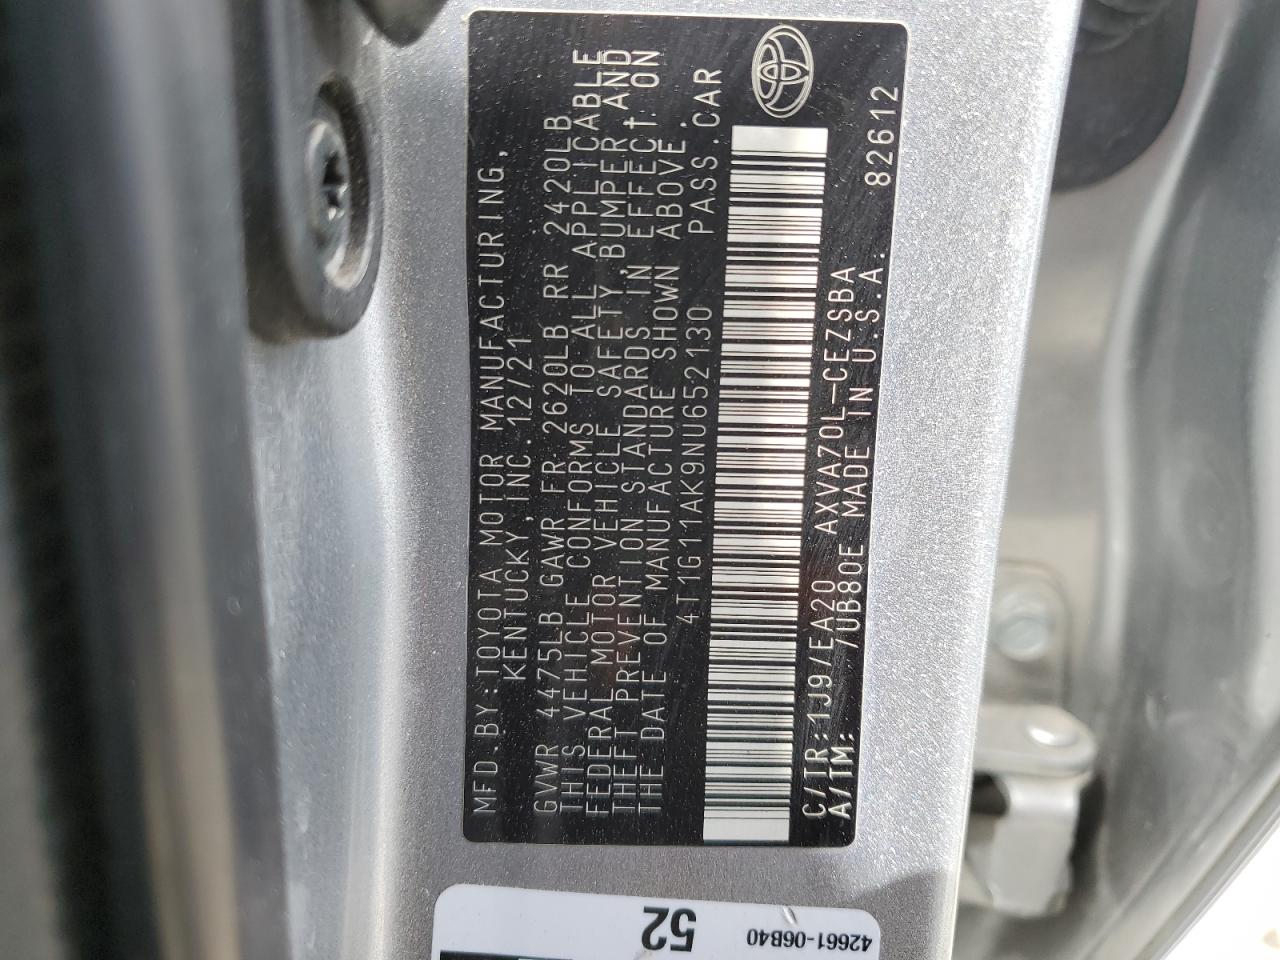 MFD.BY:TOYOTA MOTOR MANUFACTURING,
KENTUCKY, INC. 12/21
GVWR 4475LB GAWR FR 2620LB RR 2420LB
THIS VEHICLE CONFORMS TO ALL APPLICABLE
FEDERAL MOTOR VEHICLE SAFETY, BUMPER AND
THEFT PREVENTION STANDARDS IN EFFECT ON
THE DATE OF MANUFACTURE SHOWN ABOVE.
4T1G11AK9NU652130 PASS.CAR
C/TR:1J9/EA20 AXVA70L-CEZSBA
A/TM: /UB80E MADE IN U.S.A. 82612
52
42661-06B40